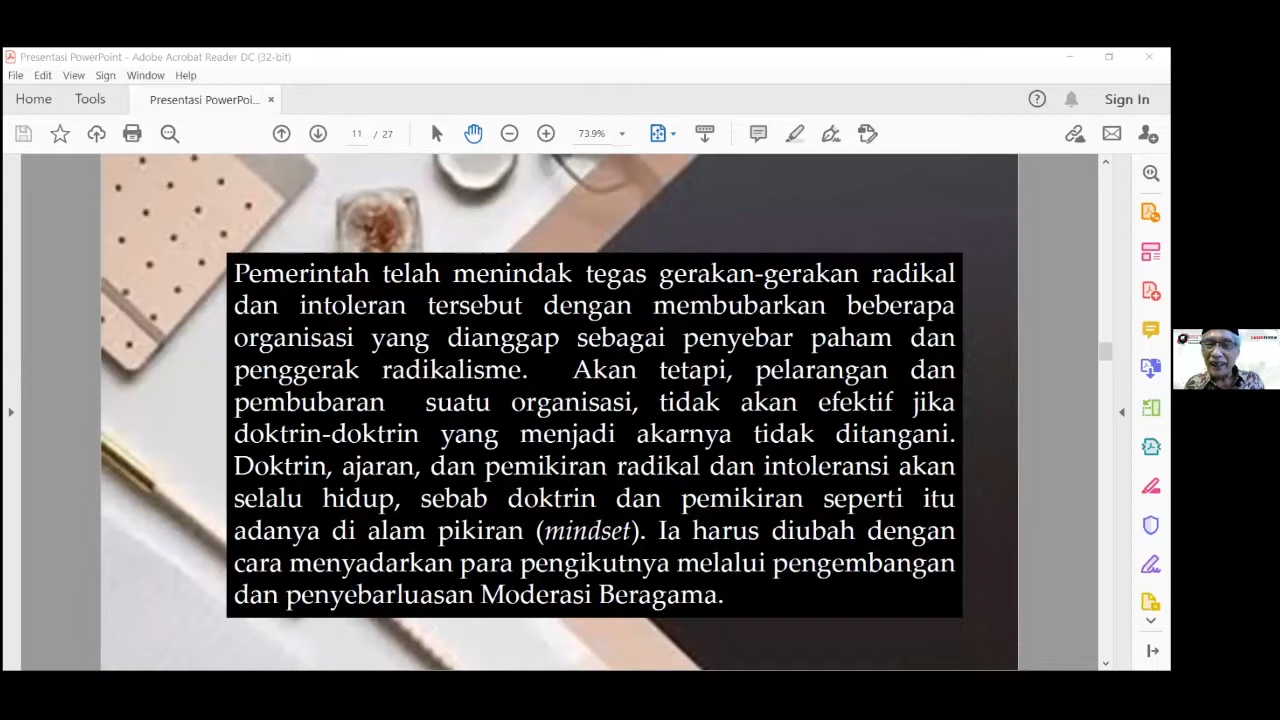 Presentasi PowerPoint - Adobe Acrobat Reader DC (32-bit)
File Edit View Sign Window Help
Home Tools Presentasi PowerPoi... × Sign In
11 / 27 73.9%
Pemerintah telah menindak tegas gerakan-gerakan radikal
dan intoleran tersebut dengan membubarkan beberapa
organisasi yang dianggap sebagai penyebar paham dan
penggerak radikalisme. Akan tetapi, pelarangan dan
pembubaran suatu organisasi, tidak akan efektif jika
doktrin-doktrin yang menjadi akarnya tidak ditangani.
Doktrin, ajaran, dan pemikiran radikal dan intoleransi akan
selalu hidup, sebab doktrin dan pemikiran seperti itu
adanya di alam pikiran (mindset). Ia harus diubah dengan
cara menyadarkan para pengikutnya melalui pengembangan
dan penyebarluasan Moderasi Beragama.